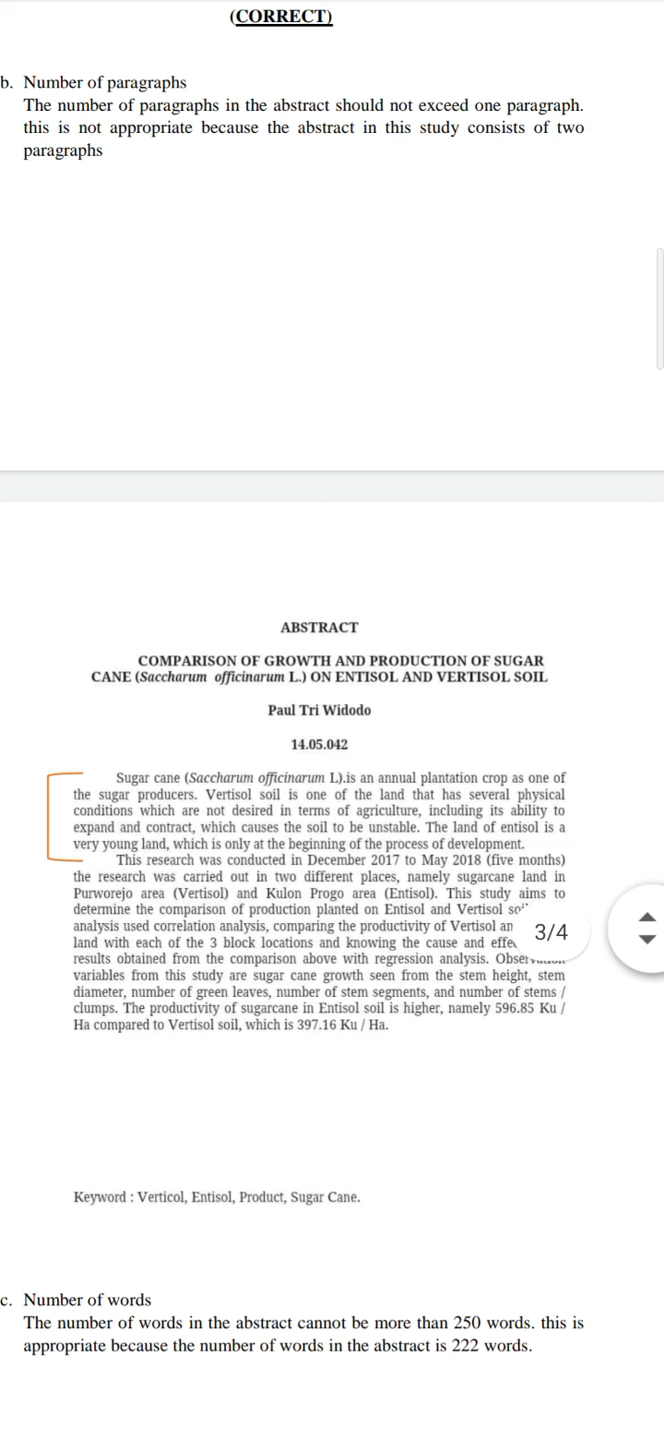 (CORRECT)
b. Number of paragraphs
The number of paragraphs in the abstract should not exceed one paragraph.
this is not appropriate because the abstract in this study consists of two
paragraphs
ABSTRACT
COMPARISON OF GROWTH AND PRODUCTION OF SUGAR
CANE (Saccharum officinarum L.) ON ENTISOL AND VERTISOL SOIL
Paul Tri Widodo
14.05.042
Sugar cane (Saccharum officinarum L).is an annual plantation crop as one of
the sugar producers. Vertisol soil is one of the land that has several physical
conditions which are not desired in terms of agriculture, including its ability to
expand and contract, which causes the soil to be unstable. The land of entisol is a
very young land, which is only at the beginning of the process of development.
This research was conducted in December 2017 to May 2018 (five months)
the research was carried out in two different places, namely sugarcane land in
Purworejo area (Vertisol) and Kulon Progo area (Entisol). This study aims to
determine the comparison of production planted on Entisol and Vertisol
analysis used correlation analysis, comparing the productivity of Vertisol
land with each of the 3 block locations and knowing the cause and
results obtained from the comparison above with regression analysis.
variables from this study are sugar cane growth seen from the stem height, stem
diameter, number of green leaves, number of stem segments, and number of stems /
clumps. The productivity of sugarcane in Entisol soil is higher, namely 596.85 Ku /
Ha compared to Vertisol soil, which is 397.16 Ku / Ha.
3/4
Keyword : Verticol, Entisol, Product, Sugar Cane.
c. Number of words
The number of words in the abstract cannot be more than 250 words. this is
appropriate because the number of words in the abstract is 222 words.